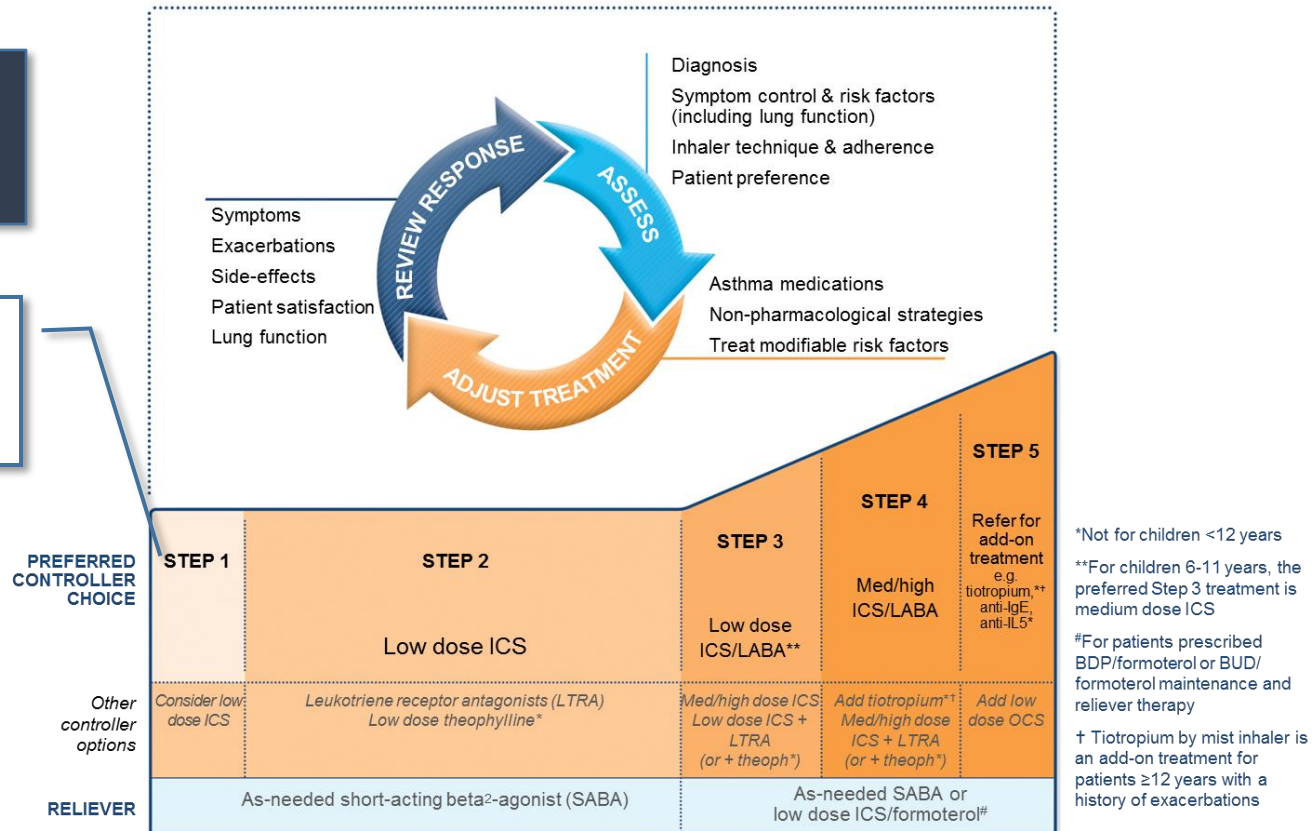 REVIEW RESPONSE
ASSESS
ADJUST TREATMENT
Diagnosis
Symptom control & risk factors
(including lung function)
Inhaler technique & adherence
Patient preference
Symptoms
Exacerbations
Side-effects
Patient satisfaction
Lung function
Asthma medications
Non-pharmacological strategies
Treat modifiable risk factors
PREFERRED
CONTROLLER
CHOICE
STEP 1
STEP 2
Low dose ICS
STEP 3
Low dose
ICS/LABA**
STEP 4
Med/high
ICS/LABA
STEP 5
Refer for
add-on
treatment
e.g.
tiotropium,*†
anti-IgE,
anti-IL5*
Other
controller
options
Consider low
dose ICS
Leukotriene receptor antagonists (LTRA)
Low dose theophylline*
Med/high dose ICS
Low dose ICS +
LTRA
(or + theoph*)
Add tiotropium*†
Med/high dose
ICS + LTRA
(or + theoph*)
Add low
dose OCS
RELIEVER
As-needed short-acting beta2-agonist (SABA)
As-needed SABA or
low dose ICS/formoterol#
*Not for children <12 years
**For children 6-11 years, the
preferred Step 3 treatment is
medium dose ICS
#For patients prescribed
BDP/formoterol or BUD/
formoterol maintenance and
reliever therapy
† Tiotropium by mist inhaler is
an add-on treatment for
patients ≥12 years with a
history of exacerbations